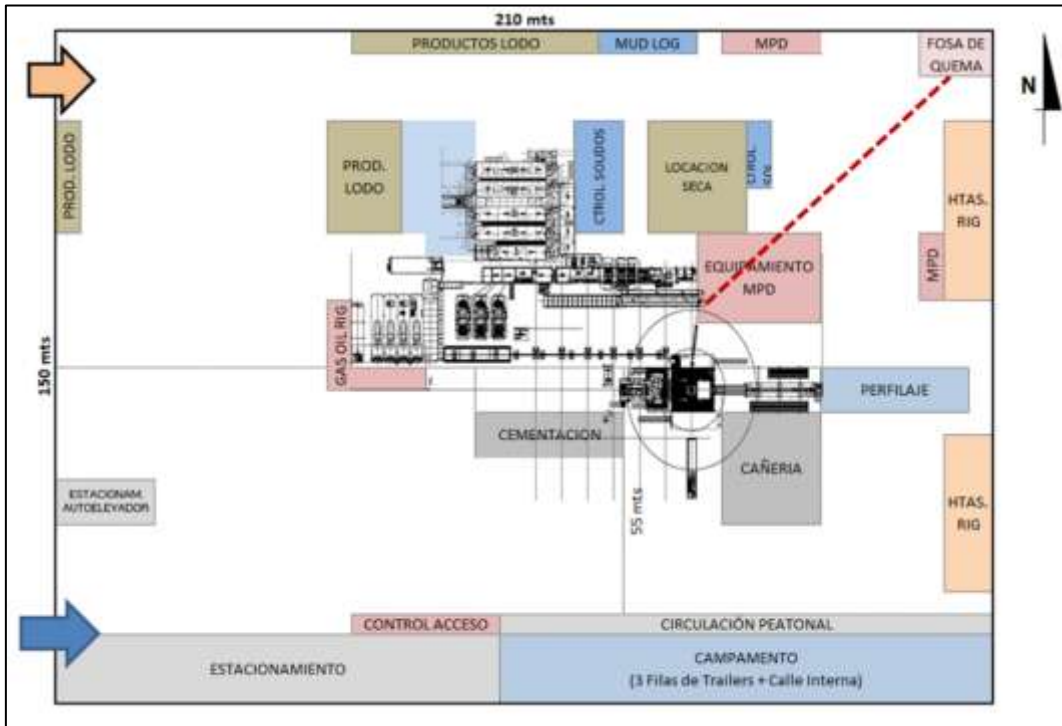 210 mts
PRODUCTOS LODO
MUD LOG
MPD
FOSA DE
QUEMA
N
PROD. LODO
PROD.
LODO
CTROL SOLIDOS
LOCACION
SECA
CTROL
SOL
HTAS.
RIG
EQUIPAMIENTO
MPD
MPD
GAS OIL RIG
150 mts
PERFILAJE
CEMENTACION
CAÑERIA
ESTACIONAM.
AUTOELEVADOR
55 mts
HTAS.
RIG
CONTROL ACCESO
CIRCULACIÓN PEATONAL
ESTACIONAMIENTO
CAMPAMENTO
(3 Filas de Trailers + Calle Interna)